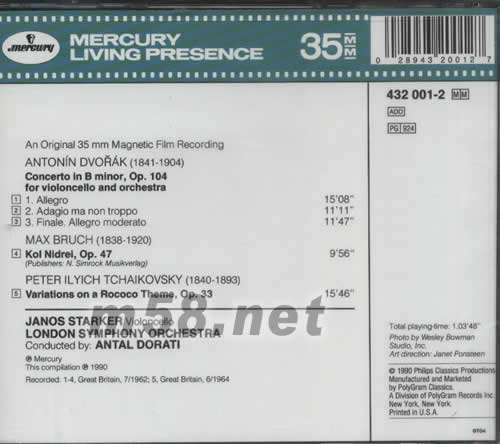 mercury
MERCURY
LIVING PRESENCE
35 MM
0 28943 20012 7
432 001-2 MM
ADD
PG 924
An Original 35 mm Magnetic Film Recording
ANTONÍN DVOŘÁK (1841-1904)
Concerto in B minor, Op. 104
for violoncello and orchestra
1 1. Allegro 15'08"
2 2. Adagio ma non troppo 11'11"
3 3. Finale. Allegro moderato 11'47"
MAX BRUCH (1838-1920)
4 Kol Nidrei, Op. 47 9'56"
(Publishers: N. Simrock Musikverlag)
PETER ILYICH TCHAIKOVSKY (1840-1893)
5 Variations on a Rococo Theme, Op. 33 15'46"
m58.net
JANOS STARKER Violoncello
LONDON SYMPHONY ORCHESTRA
Conducted by: ANTAL DORATI
℗ Mercury
This compilation ℗ 1990
Recorded: 1-4, Great Britain, 7/1962; 5, Great Britain, 6/1964
Total playing-time: 1.03'48"
Photo by Wesley Bowman
Studio, Inc.
Art direction: Janet Ponsteen
© 1990 Philips Classics Productions
Manufactured and Marketed
by PolyGram Classics,
A Division of PolyGram Records Inc.
New York, New York.
Printed in U.S.A.
0704